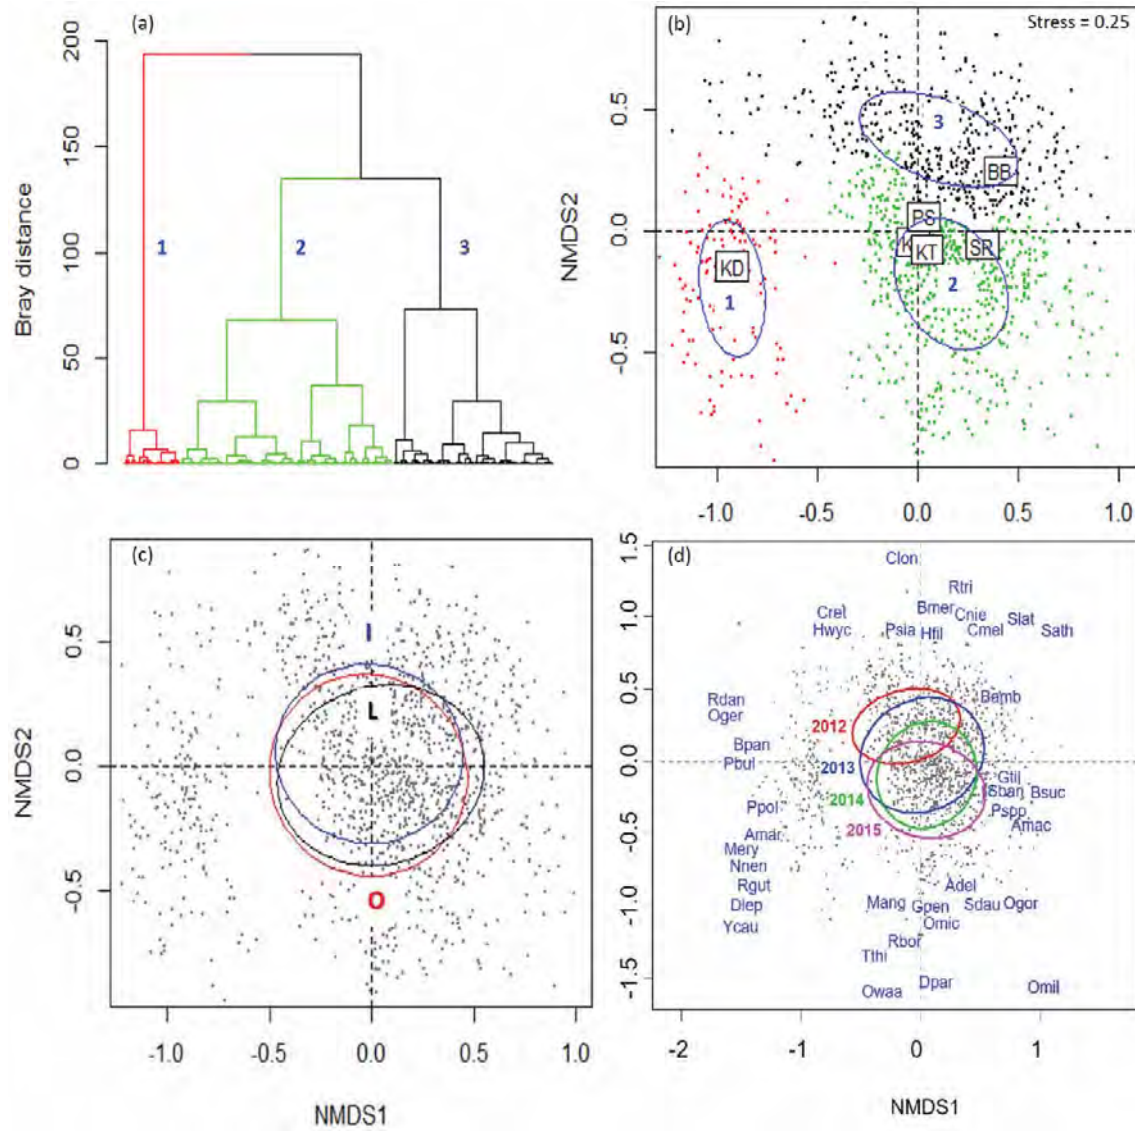 (a)
200
150
100
50
0
Bray distance
1
2
3
(b)
Stress = 0.25
0.5
0.0
-0.5
NMDS2
3
BB
PS
K
KT
SR
KD
1
2
-1.0
0.0
0.5
1.0
(c)
0.5
0.0
-0.5
NMDS2
I
L
O
-1.0
-0.5
0.0
0.5
1.0
NMDS1
(d)
1.5
1.0
0.5
0.0
-0.5
-1.0
-1.5
Clon
Rtri
Bmer
Cnie
Slat
Cret
Hwyc
Psia
Hfil
Cmel
Sath
Rdan
Oger
Bamb
2012
Bpan
Pbul
2013
Gtij
Sban
Bsuc
2014
Ppol
Pspp
Amac
Amar
2015
Mery
Nnen
Rgut
Adel
Dlep
Mang
Gpen
Sdau
Ogor
Ycau
Omic
Rbor
Tthi
Dpar
Owaa
Omil
-2
-1
0
1
NMDS1